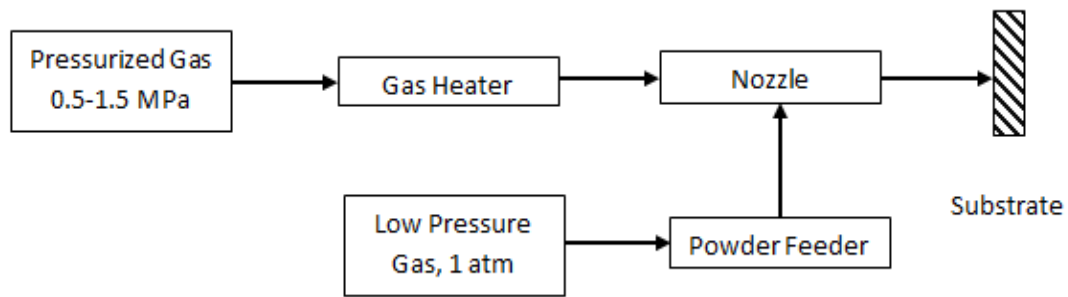 Pressurized Gas
0.5-1.5 MPa
Gas Heater
Nozzle
Substrate
Low Pressure
Gas, 1 atm
Powder Feeder